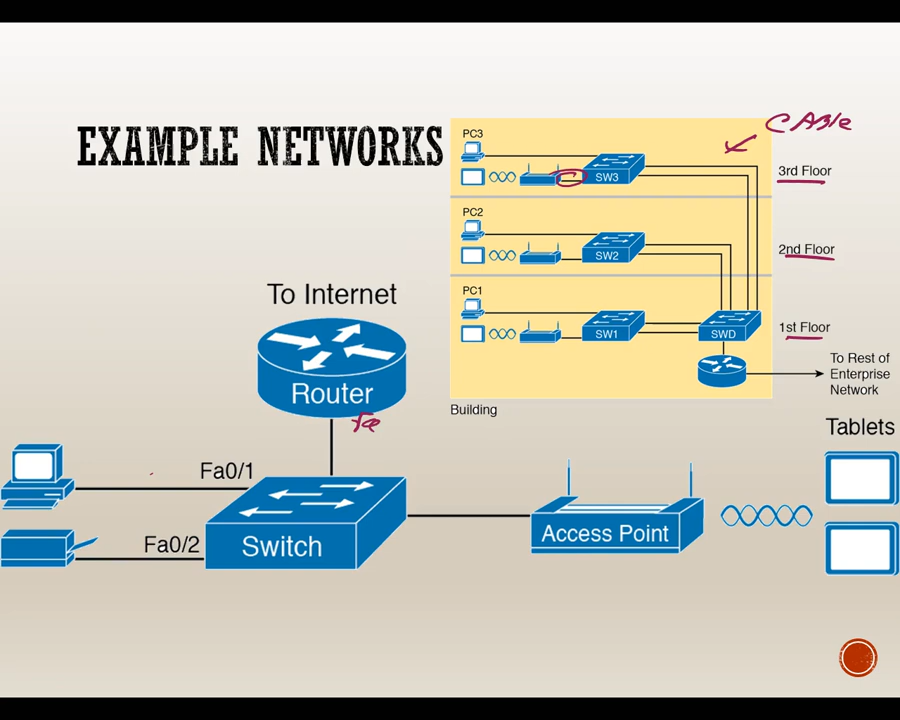 EXAMPLE NETWORKS
CABle
PC3
SW3
3rd Floor
PC2
SW2
2nd Floor
PC1
SW1
SWD
1st Floor
To Rest of
Enterprise
Network
Building
To Internet
Router
Fa0/1
Fa0/2
Switch
Access Point
Tablets